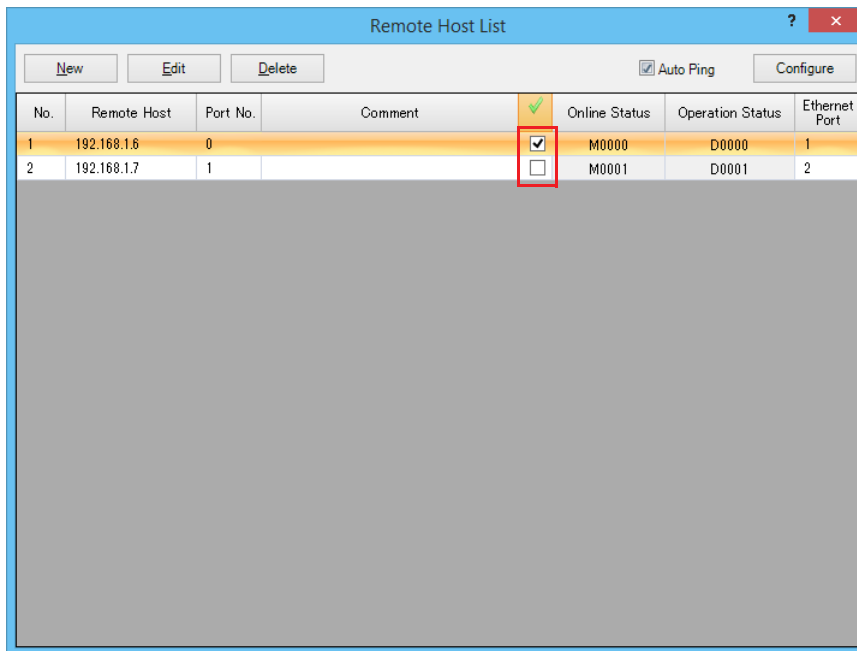 Remote Host List ?
New Edit Delete Auto Ping Configure
No. Remote Host Port No. Comment Online Status Operation Status Ethernet Port
1 192.168.1.6 0 M0000 D0000 1
2 192.168.1.7 1 M0001 D0001 2